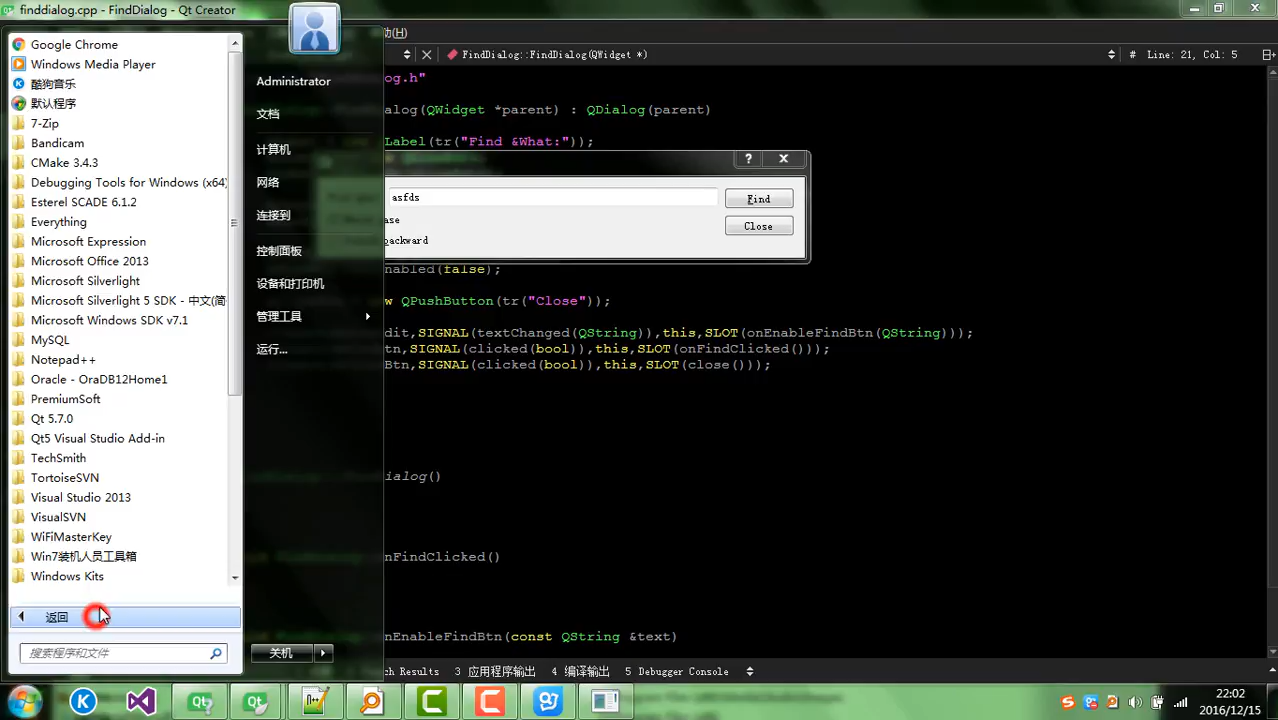 finddialog.cpp - FindDialog - Qt Creator
Google Chrome
Windows Media Player
酷狗音乐
默认程序
7-Zip
Bandicam
CMake 3.4.3
Debugging Tools for Windows (x64)
Esterel SCADE 6.1.2
Everything
Microsoft Expression
Microsoft Office 2013
Microsoft Silverlight
Microsoft Silverlight 5 SDK - 中文(简
Microsoft Windows SDK v7.1
MySQL
Notepad++
Oracle - OraDB12Home1
PremiumSoft
Qt 5.7.0
Qt5 Visual Studio Add-in
TechSmith
TortoiseSVN
Visual Studio 2013
VisualSVN
WiFiMasterKey
Win7装机人员工具箱
Windows Kits
返回
搜索程序和文件
Administrator
文档
计算机
网络
连接到
控制面板
设备和打印机
管理工具
运行...
关机
(H)
FindDialog::FindDialog(QWidget *)
# Line: 21, Col: 5
og.h"
alog(QWidget *parent) : QDialog(parent)
Label(tr("Find &What:"));
? X
asfds
Find
ase
Close
backward
nabled(false);
w QPushButton(tr("Close"));
dit,SIGNAL(textChanged(QString)),this,SLOT(onEnableFindBtn(QString)));
tn,SIGNAL(clicked(bool)),this,SLOT(onFindClicked()));
Btn,SIGNAL(clicked(bool)),this,SLOT(close()));
ialog()
nFindClicked()
nEnableFindBtn(const QString &text)
ch Results 3 应用程序输出 4 编译输出 5 Debugger Console
22:02
2016/12/15